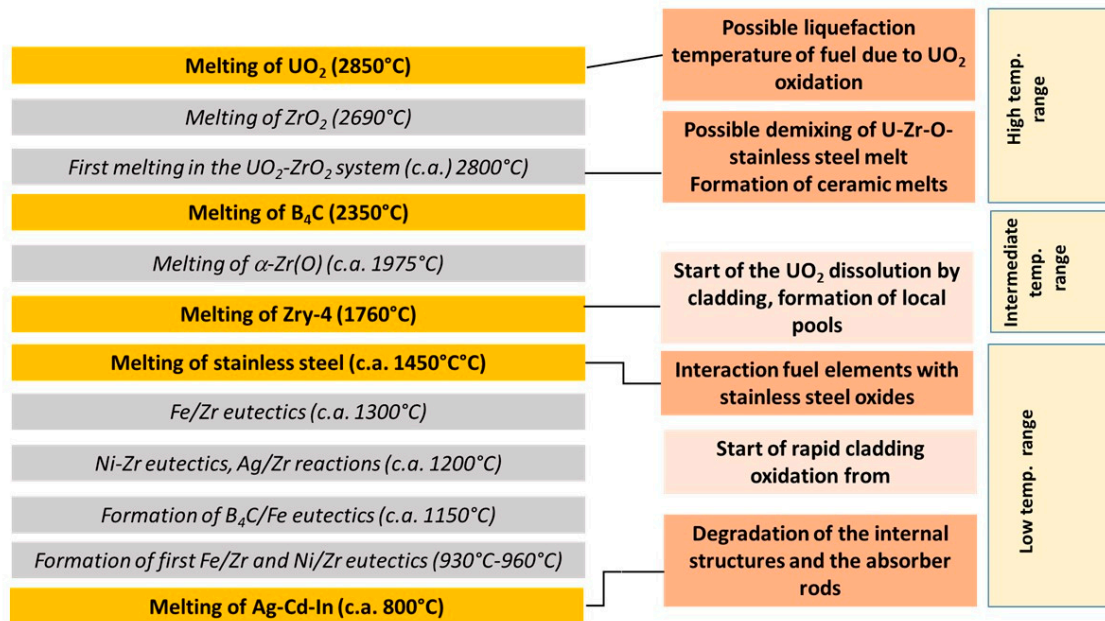 Melting of UO₂ (2850°C)
Melting of ZrO₂ (2690°C)
First melting in the UO₂-ZrO₂ system (c.a.) 2800°C)
Melting of B₄C (2350°C)
Melting of α-Zr(O) (c.a. 1975°C)
Melting of Zry-4 (1760°C)
Melting of stainless steel (c.a. 1450°C°C)
Fe/Zr eutectics (c.a. 1300°C)
Ni-Zr eutectics, Ag/Zr reactions (c.a. 1200°C)
Formation of B₄C/Fe eutectics (c.a. 1150°C)
Formation of first Fe/Zr and Ni/Zr eutectics (930°C-960°C)
Melting of Ag-Cd-In (c.a. 800°C)
Possible liquefaction
temperature of fuel due to UO₂
oxidation
Possible demixing of U-Zr-O-
stainless steel melt
Formation of ceramic melts
Start of the UO₂ dissolution by
cladding, formation of local
pools
Interaction fuel elements with
stainless steel oxides
Start of rapid cladding
oxidation from
Degradation of the internal
structures and the absorber
rods
High temp.
range
Intermediate
temp.
range
Low temp. range